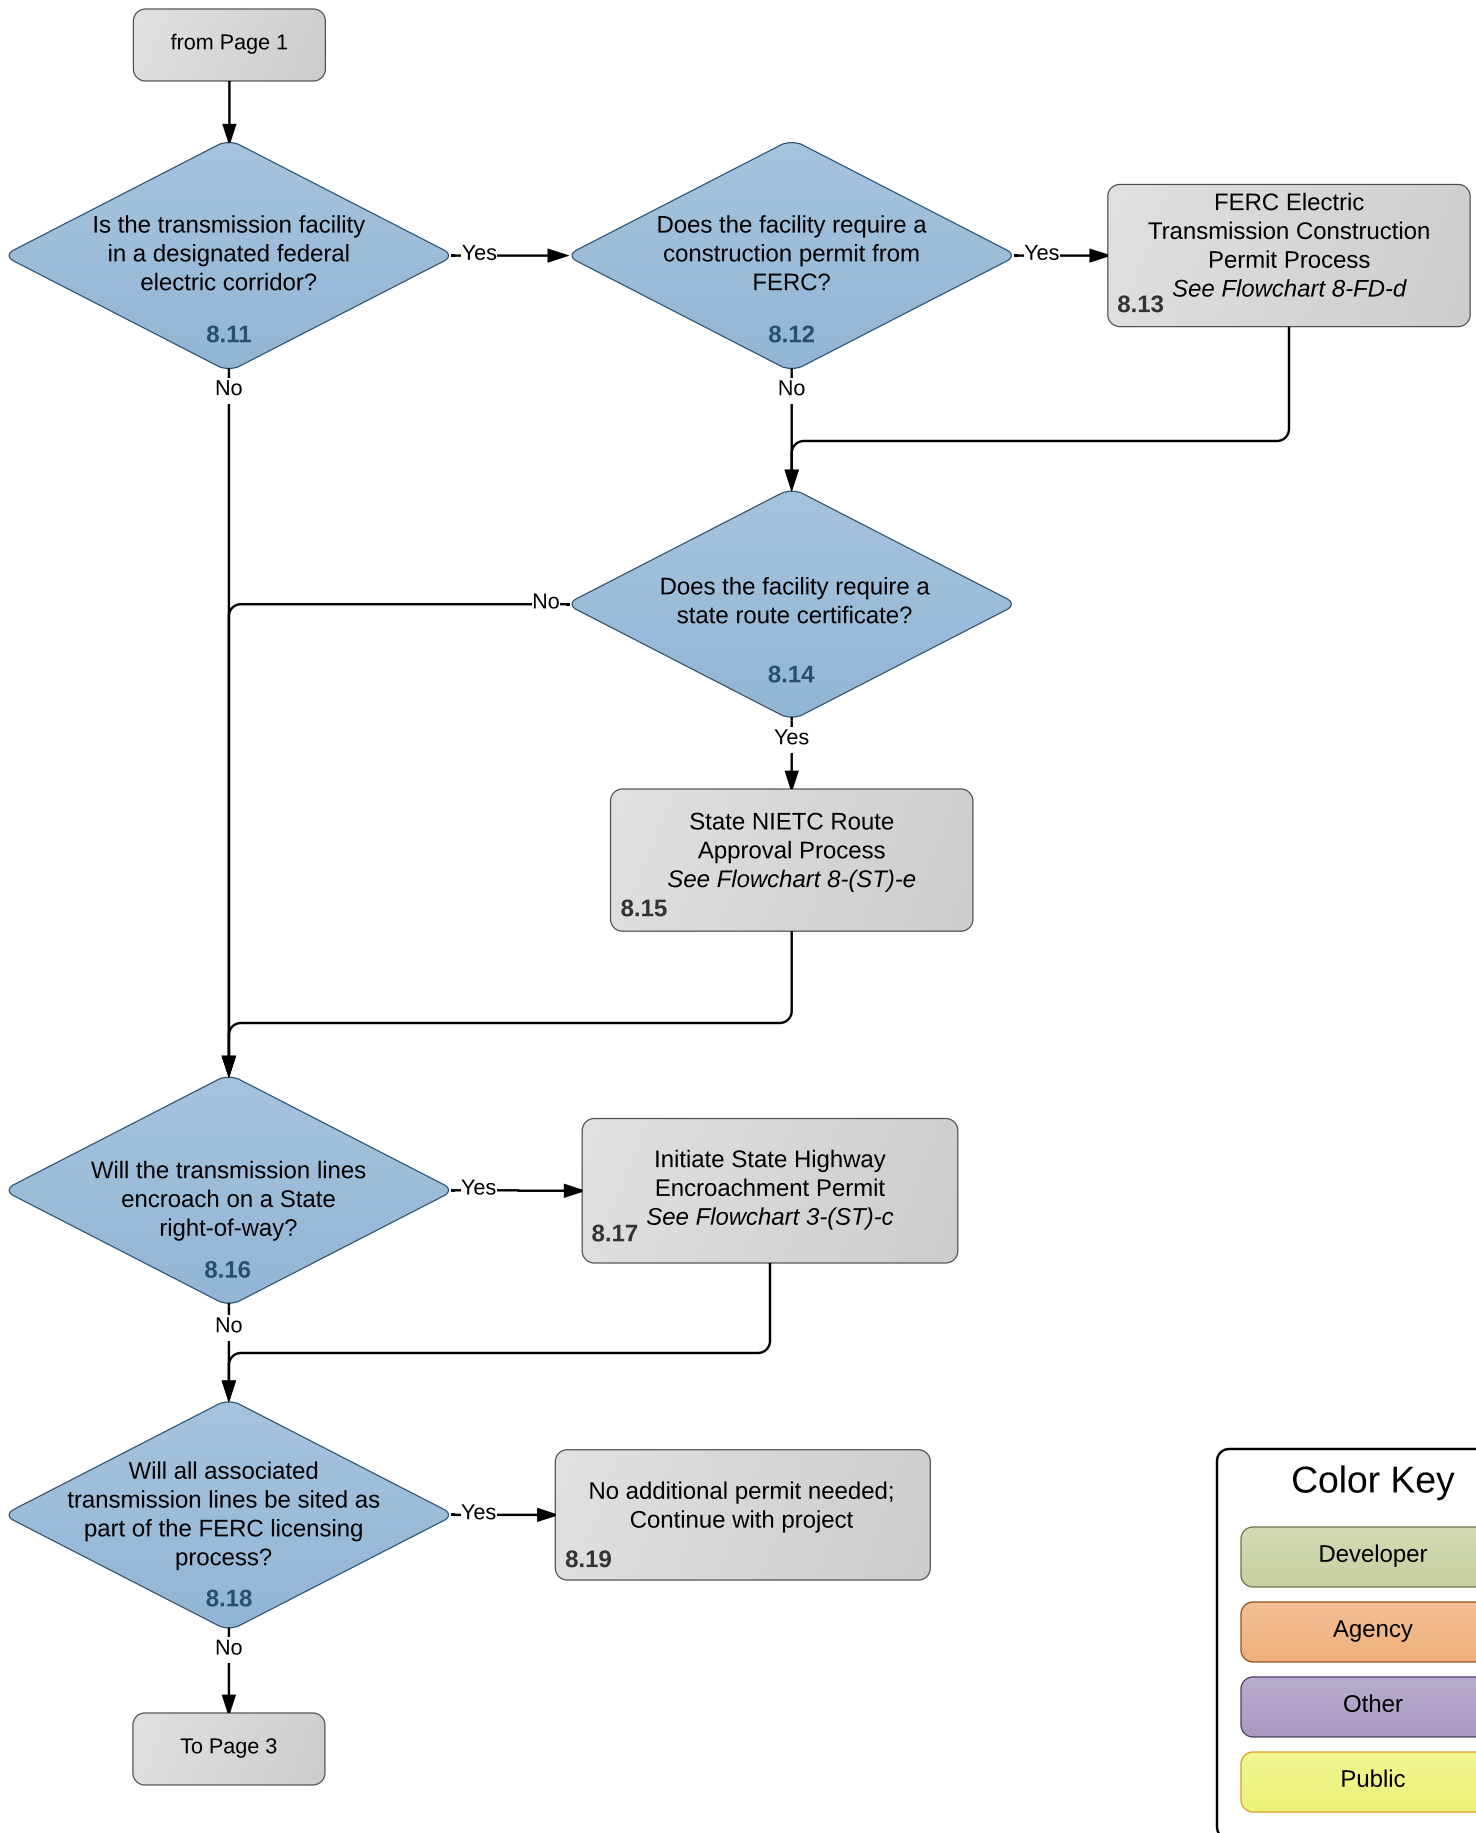 from Page 1
Is the transmission facility
in a designated federal
electric corridor?
8.11
Yes
No
Does the facility require a
construction permit from
FERC?
8.12
Yes
No
FERC Electric
Transmission Construction
Permit Process
See Flowchart 8-FD-d
8.13
Does the facility require a
state route certificate?
8.14
No
Yes
State NIETC Route
Approval Process
See Flowchart 8-(ST)-e
8.15
Will the transmission lines
encroach on a State
right-of-way?
8.16
Yes
No
Initiate State Highway
Encroachment Permit
See Flowchart 3-(ST)-c
8.17
Will all associated
transmission lines be sited as
part of the FERC licensing
process?
8.18
Yes
No
No additional permit needed;
Continue with project
8.19
To Page 3
Color Key
Developer
Agency
Other
Public